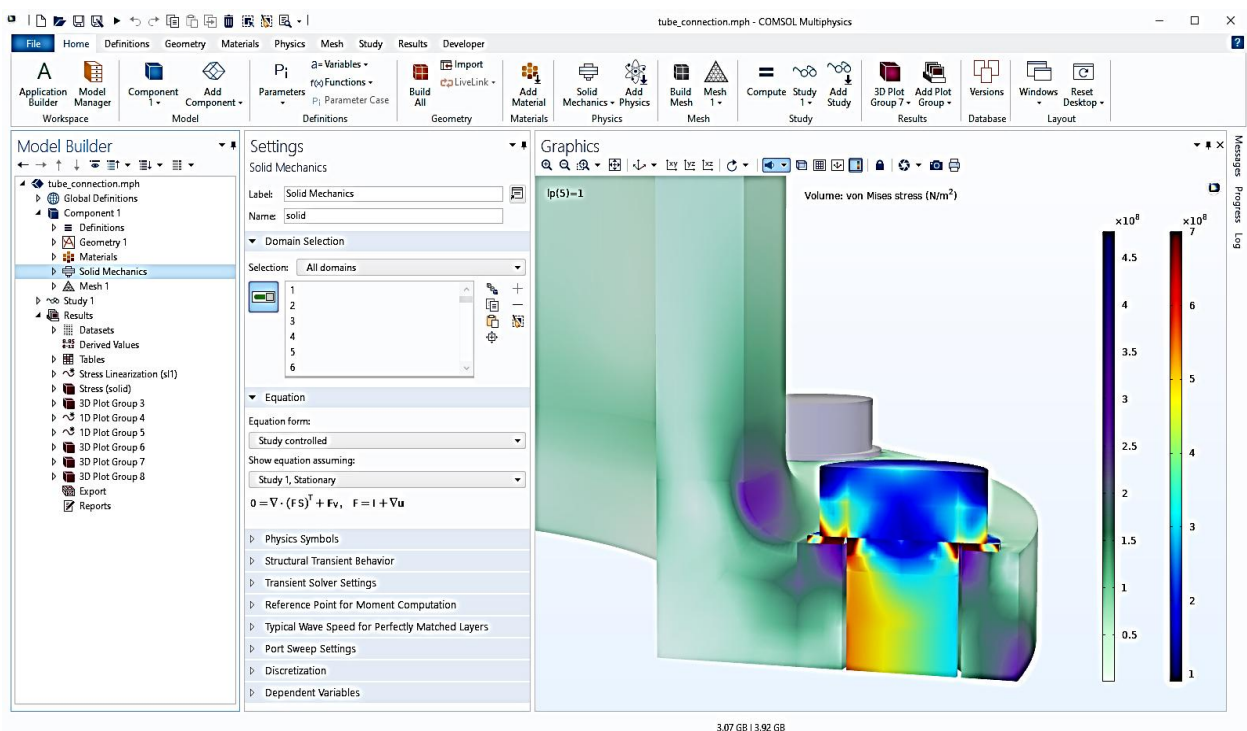 tube_connection.mph - COMSOL Multiphysics
File Home Definitions Geometry Materials Physics Mesh Study Results Developer
?
Application Builder
Model Manager
Workspace
Component 1
Add Component
Model
Pi
Parameters
a= Variables
f(x) Functions
Pi Parameter Case
Definitions
Build All
Import
LiveLink
Geometry
Add Material
Materials
Solid Mechanics
Add Physics
Physics
Build Mesh
Mesh 1
Mesh
Compute
Study 1
Add Study
Study
3D Plot Group 7
Add Plot Group
Results
Versions
Database
Windows
Reset Desktop
Layout
Model Builder
tube_connection.mph
Global Definitions
Component 1
Definitions
Geometry 1
Materials
Solid Mechanics
Mesh 1
Study 1
Results
Datasets
8.85 e-12 Derived Values
Tables
Stress Linearization (sl1)
Stress (solid)
3D Plot Group 3
1D Plot Group 4
1D Plot Group 5
3D Plot Group 6
3D Plot Group 7
3D Plot Group 8
Export
Reports
Settings
Solid Mechanics
Label: Solid Mechanics
Name: solid
Domain Selection
Selection: All domains
1
2
3
4
5
6
Equation
Equation form:
Study controlled
Show equation assuming:
Study 1, Stationary
0 = ∇ · (FS)ᵀ + Fv, F = I + ∇u
Physics Symbols
Structural Transient Behavior
Transient Solver Settings
Reference Point for Moment Computation
Typical Wave Speed for Perfectly Matched Layers
Port Sweep Settings
Discretization
Dependent Variables
Graphics
xy yz xz
lp(5)=1
Volume: von Mises stress (N/m²)
×10⁸
4.5
4
3.5
3
2.5
2
1.5
1
0.5
×10⁸
7
6
5
4
3
2
1
Messages
Progress
Log
3.07 GB | 3.92 GB